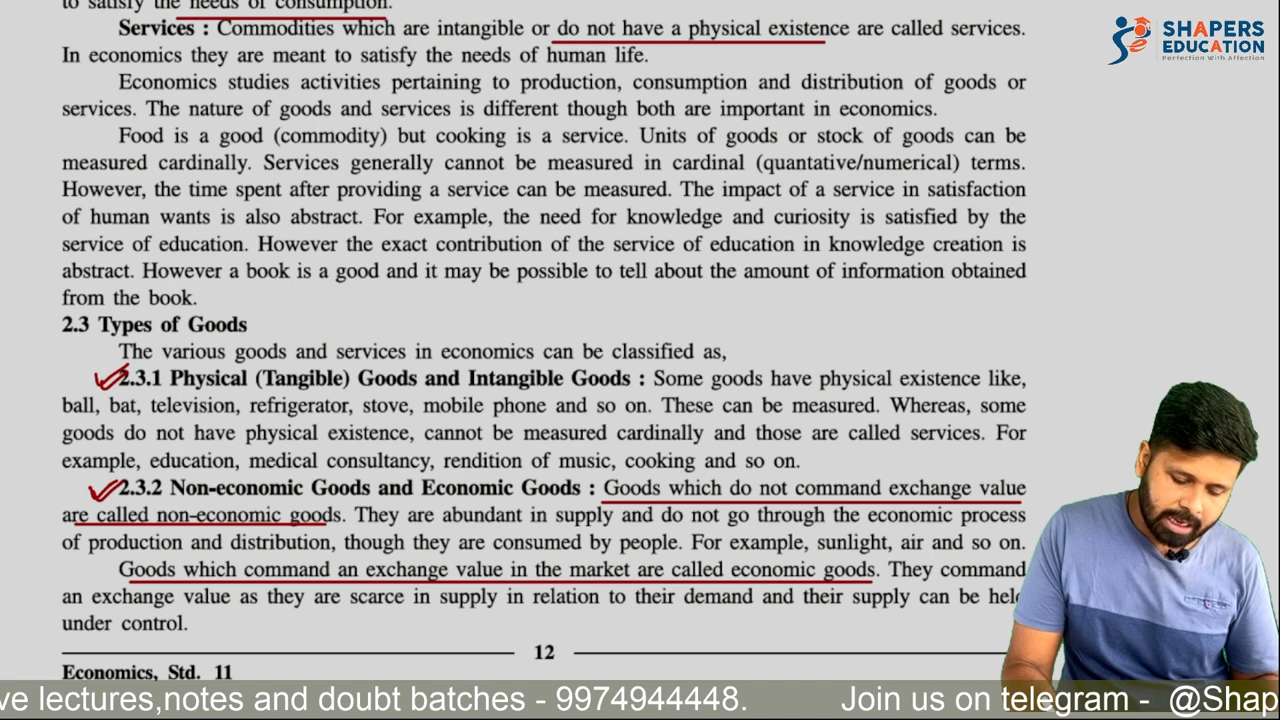 to satisfy the needs of consumption.
Services : Commodities which are intangible or do not have a physical existence are called services.
In economics they are meant to satisfy the needs of human life.
Economics studies activities pertaining to production, consumption and distribution of goods or
services. The nature of goods and services is different though both are important in economics.
Food is a good (commodity) but cooking is a service. Units of goods or stock of goods can be
measured cardinally. Services generally cannot be measured in cardinal (quantative/numerical) terms.
However, the time spent after providing a service can be measured. The impact of a service in satisfaction
of human wants is also abstract. For example, the need for knowledge and curiosity is satisfied by the
service of education. However the exact contribution of the service of education in knowledge creation is
abstract. However a book is a good and it may be possible to tell about the amount of information obtained
from the book.
2.3 Types of Goods
The various goods and services in economics can be classified as,
2.3.1 Physical (Tangible) Goods and Intangible Goods : Some goods have physical existence like,
ball, bat, television, refrigerator, stove, mobile phone and so on. These can be measured. Whereas, some
goods do not have physical existence, cannot be measured cardinally and those are called services. For
example, education, medical consultancy, rendition of music, cooking and so on.
2.3.2 Non-economic Goods and Economic Goods : Goods which do not command exchange value
are called non-economic goods. They are abundant in supply and do not go through the economic process
of production and distribution, though they are consumed by people. For example, sunlight, air and so on.
Goods which command an exchange value in the market are called economic goods. They command
an exchange value as they are scarce in supply in relation to their demand and their supply can be held
under control.
12
Economics, Std. 11
SHAPERS
EDUCATION
Perfection With Affection
ve lectures,notes and doubt batches - 9974944448. Join us on telegram - @Shap